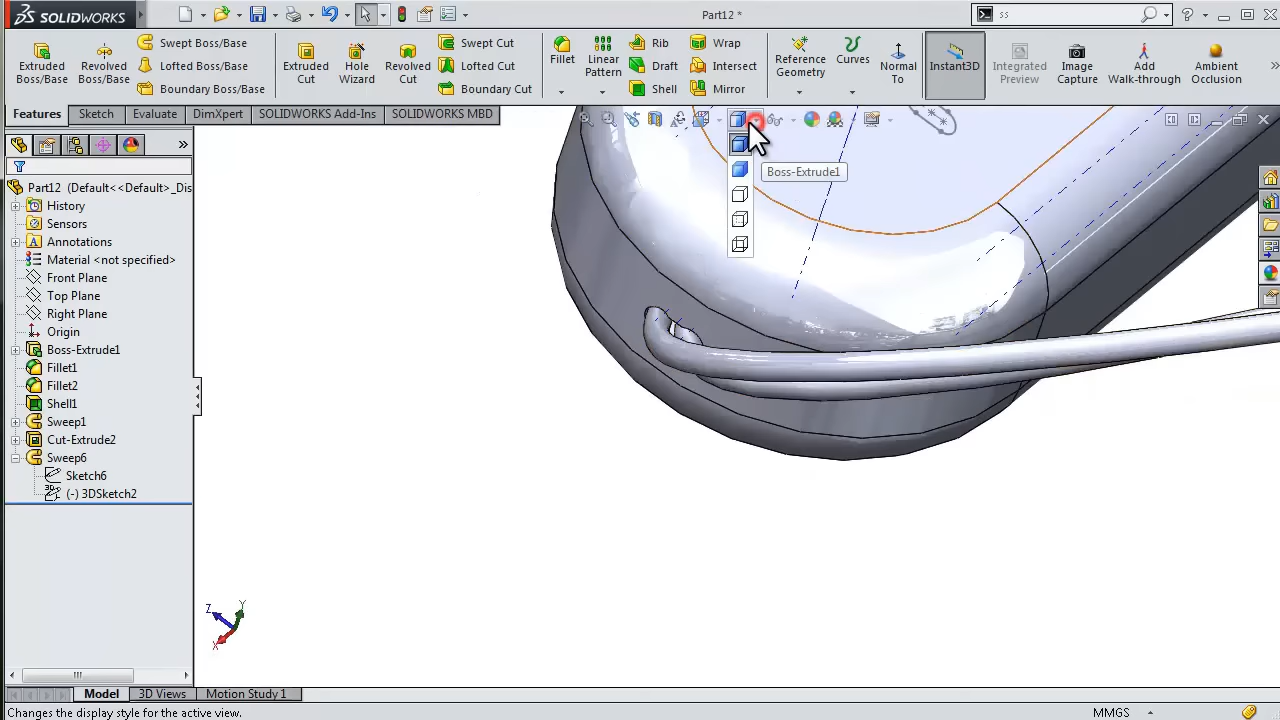 SOLIDWORKS
Part12 *
ss
Extruded Boss/Base
Revolved Boss/Base
Swept Boss/Base
Lofted Boss/Base
Boundary Boss/Base
Extruded Cut
Hole Wizard
Revolved Cut
Swept Cut
Lofted Cut
Boundary Cut
Fillet
Linear Pattern
Rib
Draft
Shell
Wrap
Intersect
Mirror
Reference Geometry
Curves
Normal To
Instant3D
Integrated Preview
Image Capture
Add Walk-through
Ambient Occlusion
Features
Sketch
Evaluate
DimXpert
SOLIDWORKS Add-Ins
SOLIDWORKS MBD
Boss-Extrude1
Part12 (Default<<Default>_Dis
History
Sensors
Annotations
Material <not specified>
Front Plane
Top Plane
Right Plane
Origin
Boss-Extrude1
Fillet1
Fillet2
Shell1
Sweep1
Cut-Extrude2
Sweep6
Sketch6
(-) 3DSketch2
Z
Y
X
Model
3D Views
Motion Study 1
Changes the display style for the active view.
MMGS